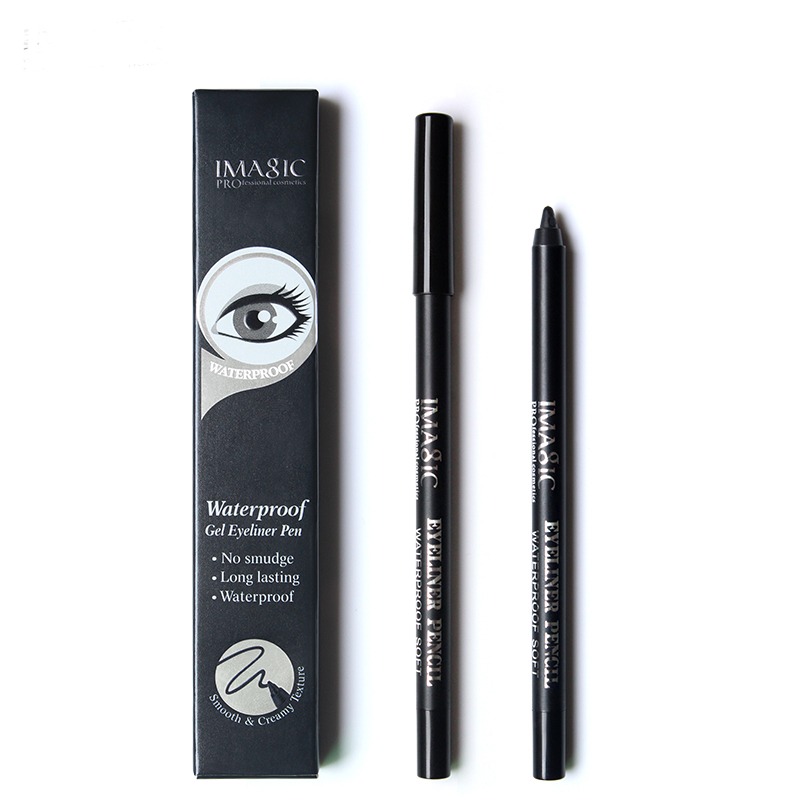 IMAGIC
PROfessional cosmetics
WATERPROOF
Waterproof
Gel Eyeliner Pen
• No smudge
• Long lasting
• Waterproof
Smooth & Creamy Texture
IMAGIC
PROfessional cosmetics
EYELINER PENCIL
WATERPROOF SOFT
IMAGIC
PROfessional cosmetics
EYELINER PENCIL
WATERPROOF SOFT